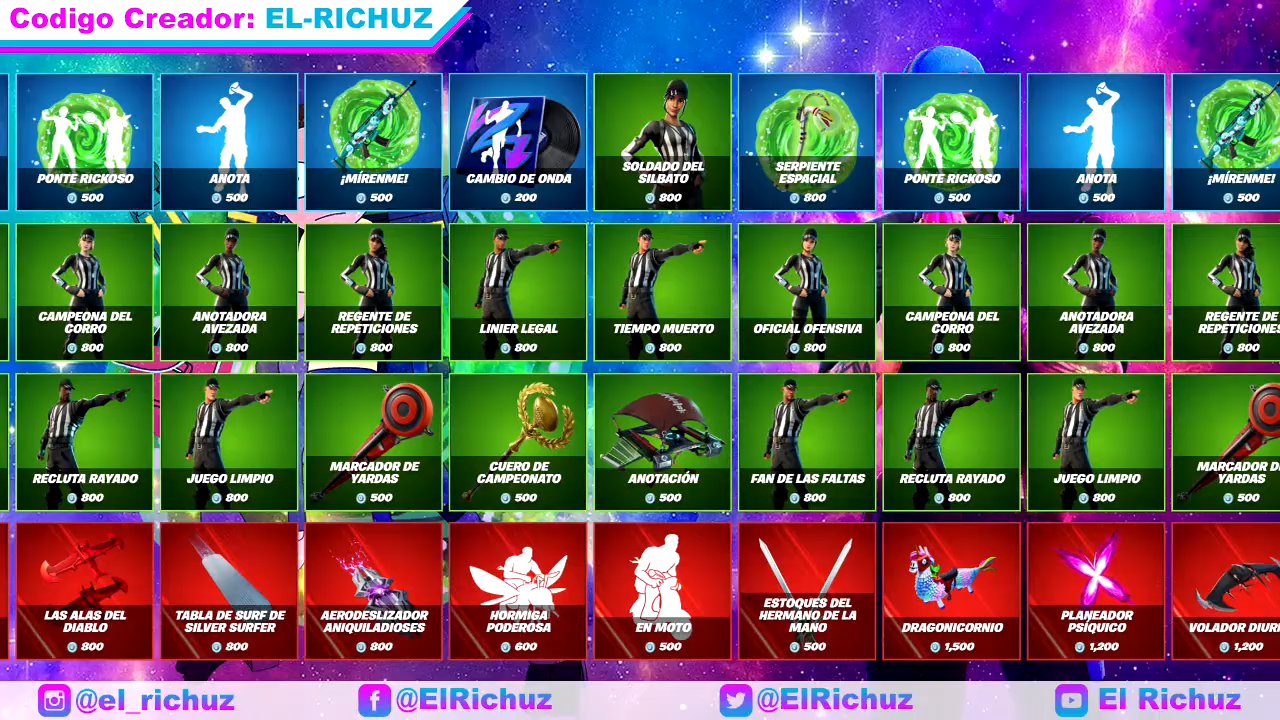 Codigo Creador: EL-RICHUZ
PONTE RICKOSO
500
ANOTA
500
¡MÍRENME!
500
CAMBIO DE ONDA
200
SOLDADO DEL
SILBATO
800
SERPIENTE
ESPACIAL
800
PONTE RICKOSO
500
ANOTA
500
¡MÍRENME!
500
CAMPEONA DEL
CORRO
800
ANOTADORA
AVEZADA
800
REGENTE DE
REPETICIONES
800
LINIER LEGAL
800
TIEMPO MUERTO
800
OFICIAL OFENSIVA
800
CAMPEONA DEL
CORRO
800
ANOTADORA
AVEZADA
800
REGENTE DE
REPETICIONES
800
RECLUTA RAYADO
800
JUEGO LIMPIO
800
MARCADOR DE
YARDAS
500
CUERO DE
CAMPEONATO
500
ANOTACIÓN
500
FAN DE LAS FALTAS
800
RECLUTA RAYADO
800
JUEGO LIMPIO
800
MARCADOR DE
YARDAS
500
LAS ALAS DEL
DIABLO
800
TABLA DE SURF DE
SILVER SURFER
800
AERODESLIZADOR
ANIQUILADIOSES
800
HORMIGA
PODEROSA
600
EN MOTO
500
ESTOQUES DEL
HERMANO DE LA
MANO
500
DRAGONICORNIO
1,500
PLANEADOR
PSÍQUICO
1,200
VOLADOR DIUR
1,200
@el_richuz
@ElRichuz
@ElRichuz
El Richuz